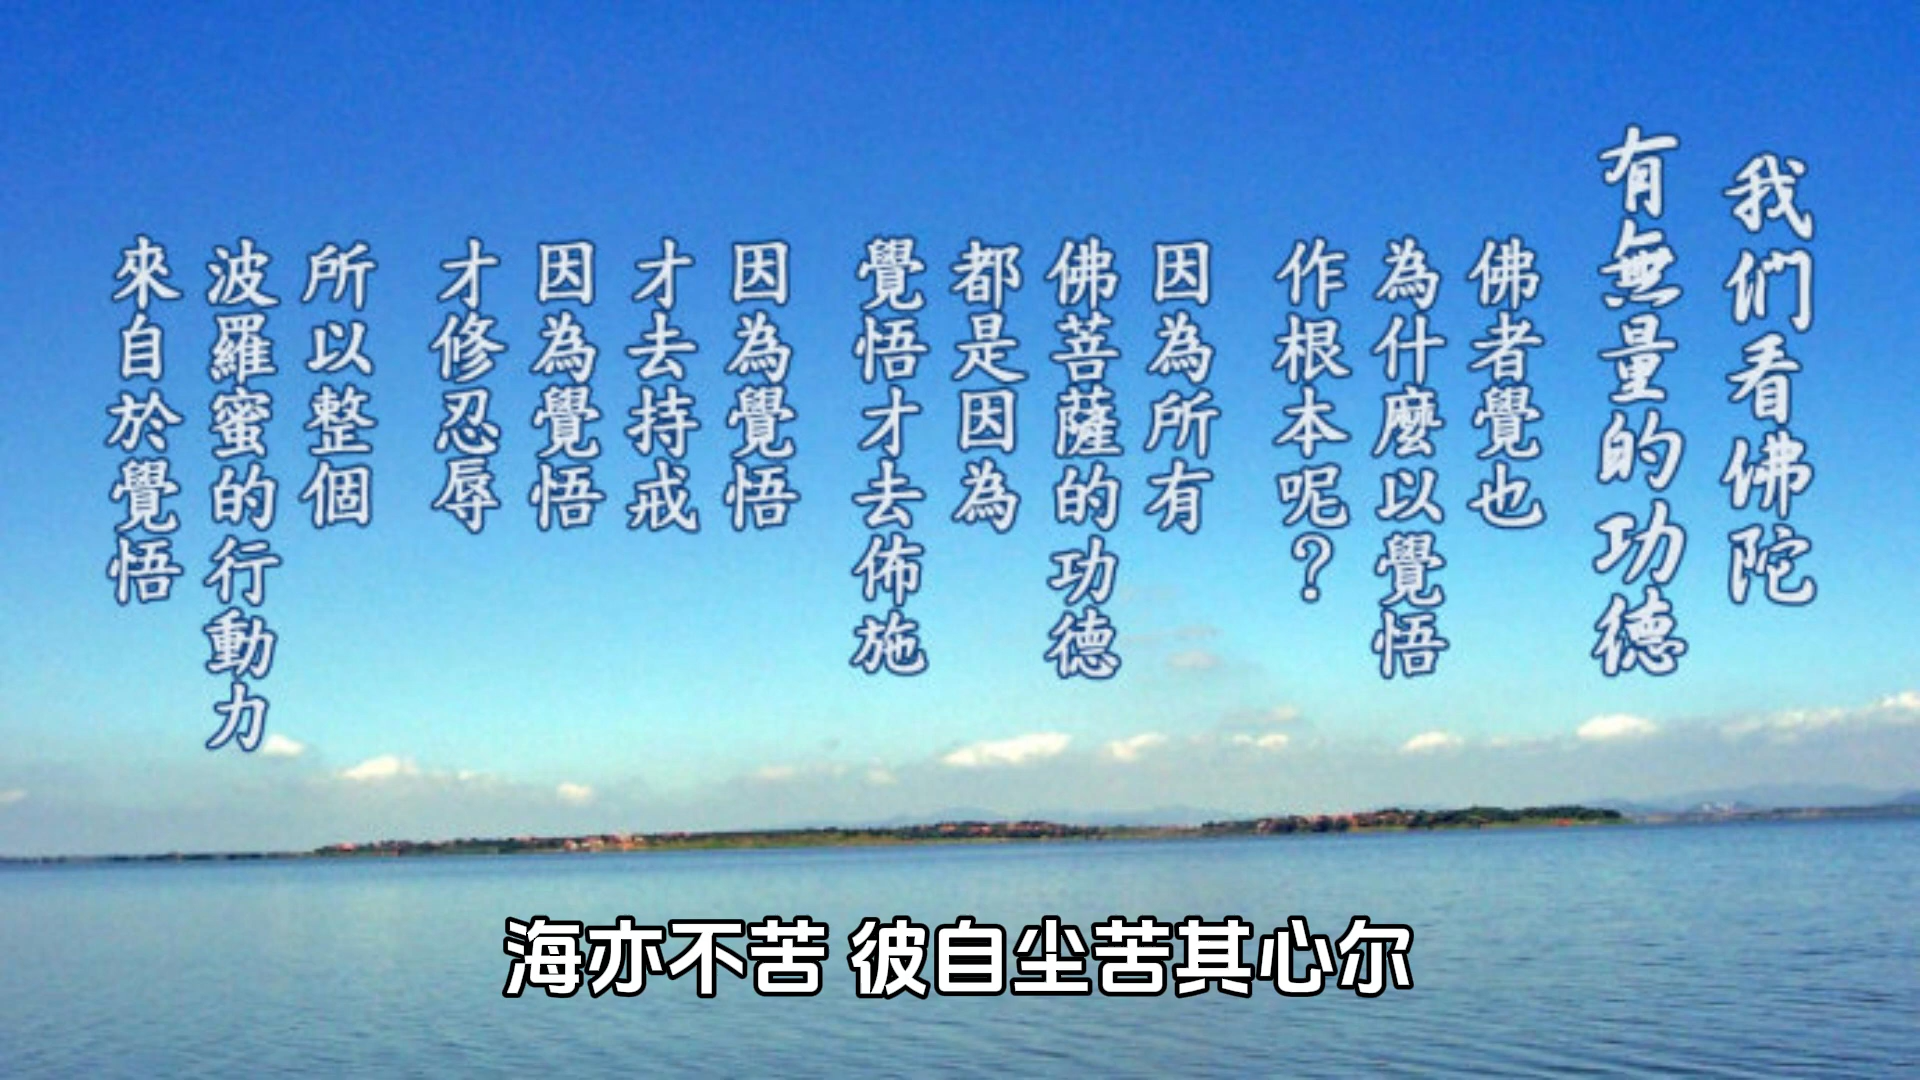 我們看佛陀
有無量的功德
佛者覺也
為什麼以覺悟
作根本呢？
因為所有
佛菩薩的功德
都是因為
覺悟才去佈施
因為覺悟
才去持戒
因為覺悟
才修忍辱
所以整個
波羅蜜的行動力
來自於覺悟
海亦不苦 彼自尘苦其心尔